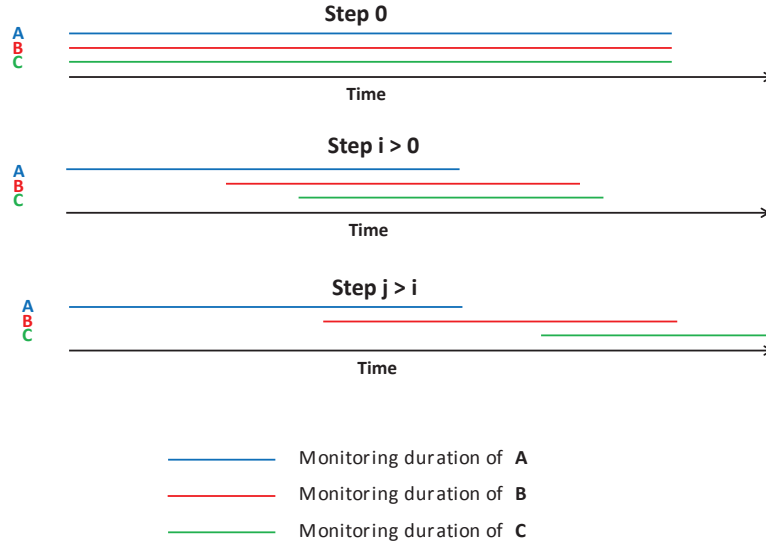 Step 0
A
B
C
Time
Step i > 0
A
B
C
Time
Step j > i
A
B
C
Time
Monitoring duration of A
Monitoring duration of B
Monitoring duration of C